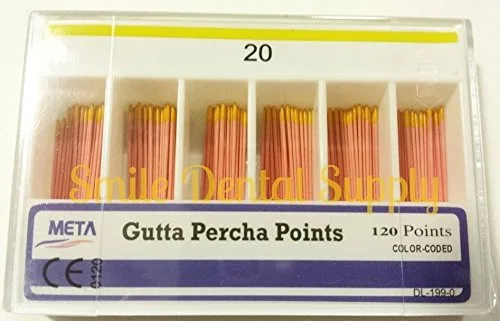 20
Smile Dental Supply
META
Gutta Percha Points
120 Points
COLOR-CODED
CE 0120
DL-199-0